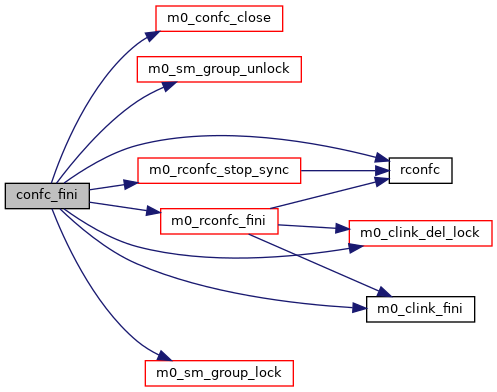 m0_confc_close
m0_sm_group_unlock
m0_rconfc_stop_sync
rconfc
confc_fini
m0_rconfc_fini
m0_clink_del_lock
m0_clink_fini
m0_sm_group_lock